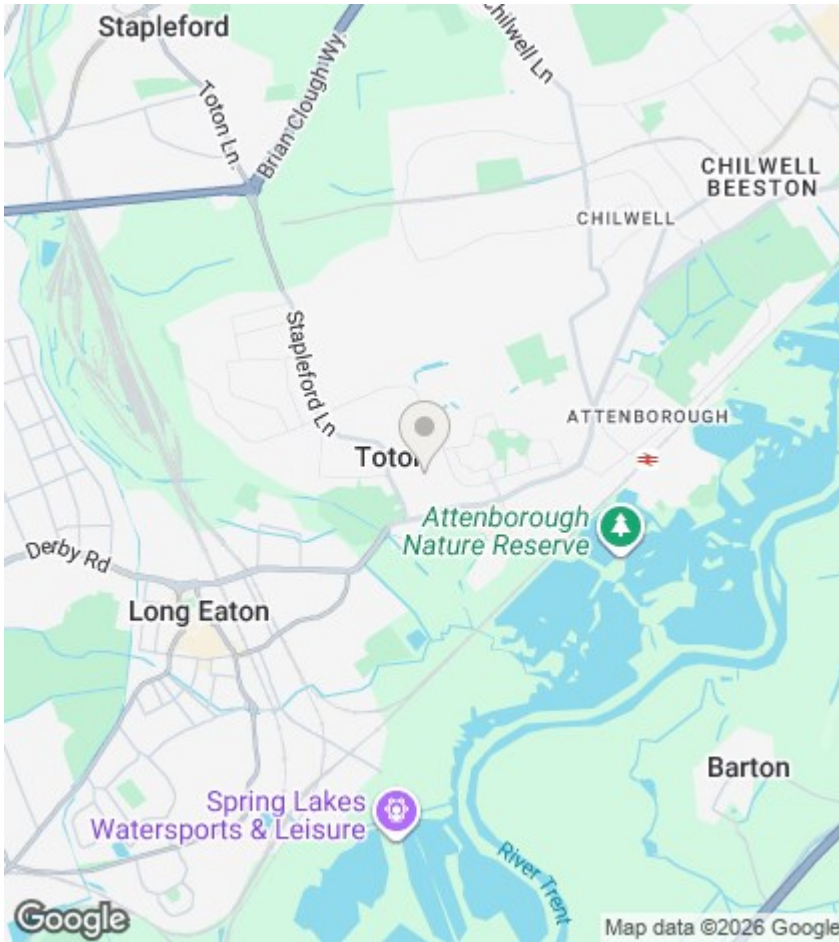 Stapleford
Toton Ln
Brian Clough Wy
Chilwell Ln
CHILWELL
BEESTON
CHILWELL
Stapleford Ln
ATTENBOROUGH
Toton
Attenborough
Nature Reserve
Derby Rd
Long Eaton
Barton
Spring Lakes
Watersports & Leisure
River Trent
Google
Map data ©2026 Google